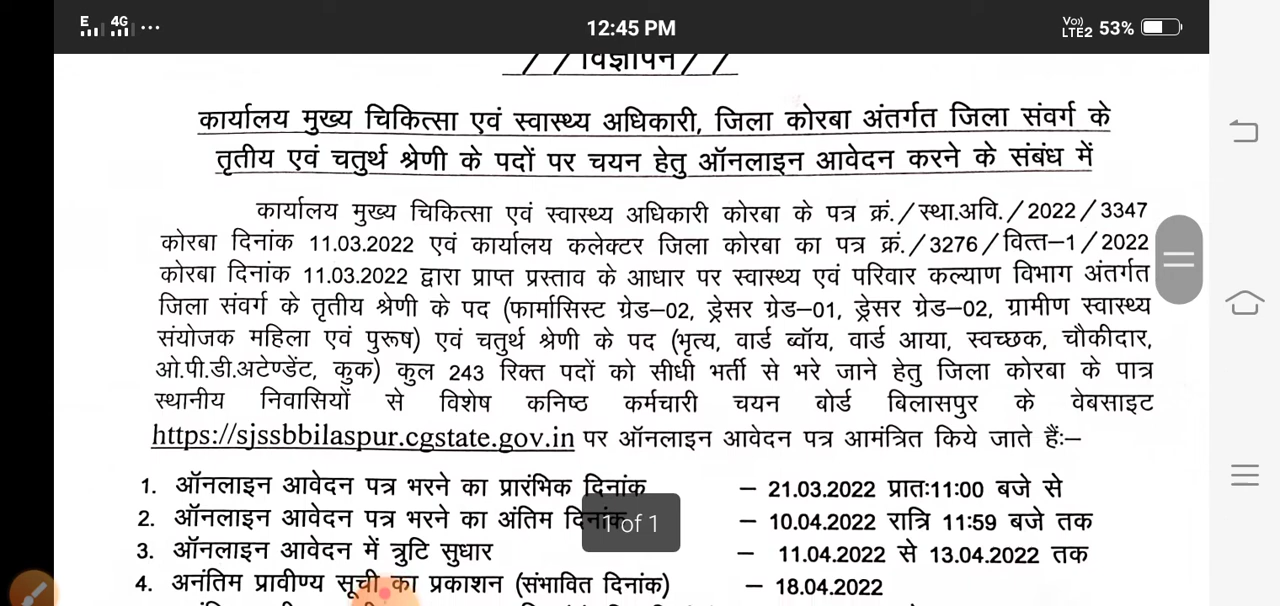 E 4G ... 12:45 PM Vo)) LTE2 53%
//विज्ञापन//
कार्यालय मुख्य चिकित्सा एवं स्वास्थ्य अधिकारी, जिला कोरबा अंतर्गत जिला संवर्ग के
तृतीय एवं चतुर्थ श्रेणी के पदों पर चयन हेतु ऑनलाइन आवेदन करने के संबंध में
कार्यालय मुख्य चिकित्सा एवं स्वास्थ्य अधिकारी कोरबा के पत्र क्रं./स्था.अवि./2022/3347
कोरबा दिनांक 11.03.2022 एवं कार्यालय कलेक्टर जिला कोरबा का पत्र क्रं./3276/वित्त-1/2022
कोरबा दिनांक 11.03.2022 द्वारा प्राप्त प्रस्ताव के आधार पर स्वास्थ्य एवं परिवार कल्याण विभाग अंतर्गत
जिला संवर्ग के तृतीय श्रेणी के पद (फार्मासिस्ट ग्रेड-02, ड्रेसर ग्रेड-01, ड्रेसर ग्रेड-02, ग्रामीण स्वास्थ्य
संयोजक महिला एवं पुरूष) एवं चतुर्थ श्रेणी के पद (भृत्य, वार्ड ब्वॉय, वार्ड आया, स्वच्छक, चौकीदार,
ओ.पी.डी.अटेण्डेंट, कुक) कुल 243 रिक्त पदों को सीधी भर्ती से भरे जाने हेतु जिला कोरबा के पात्र
स्थानीय निवासियों से विशेष कनिष्ठ कर्मचारी चयन बोर्ड बिलासपुर के वेबसाइट
https://sjssbbilaspur.cgstate.gov.in पर ऑनलाइन आवेदन पत्र आमंत्रित किये जाते हैं:-
1. ऑनलाइन आवेदन पत्र भरने का प्रारंभिक दिनांक - 21.03.2022 प्रातः11:00 बजे से
2. ऑनलाइन आवेदन पत्र भरने का अंतिम दिनांक - 10.04.2022 रात्रि 11:59 बजे तक
1 of 1
3. ऑनलाइन आवेदन में त्रुटि सुधार - 11.04.2022 से 13.04.2022 तक
4. अनंतिम प्रावीण्य सूची का प्रकाशन (संभावित दिनांक) - 18.04.2022